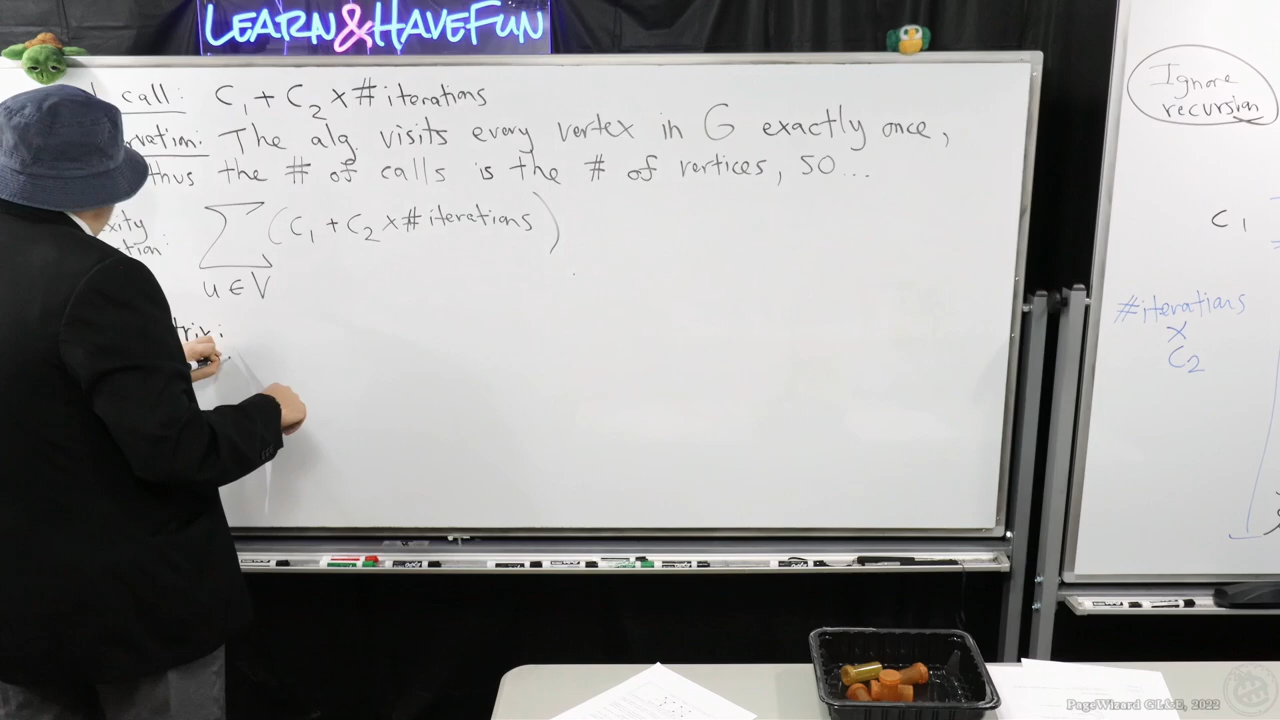 LEARN&HAVEFUN
call: C₁ + C₂ × # iterations
The alg. visits every vertex in G exactly once,
thus the # of calls is the # of vertices, so...
∑ (C₁ + C₂ × # iterations)
u ∈ V
Ignore
recursion
C₁
# iterations
×
C₂
PageWizard GL&E, 2022